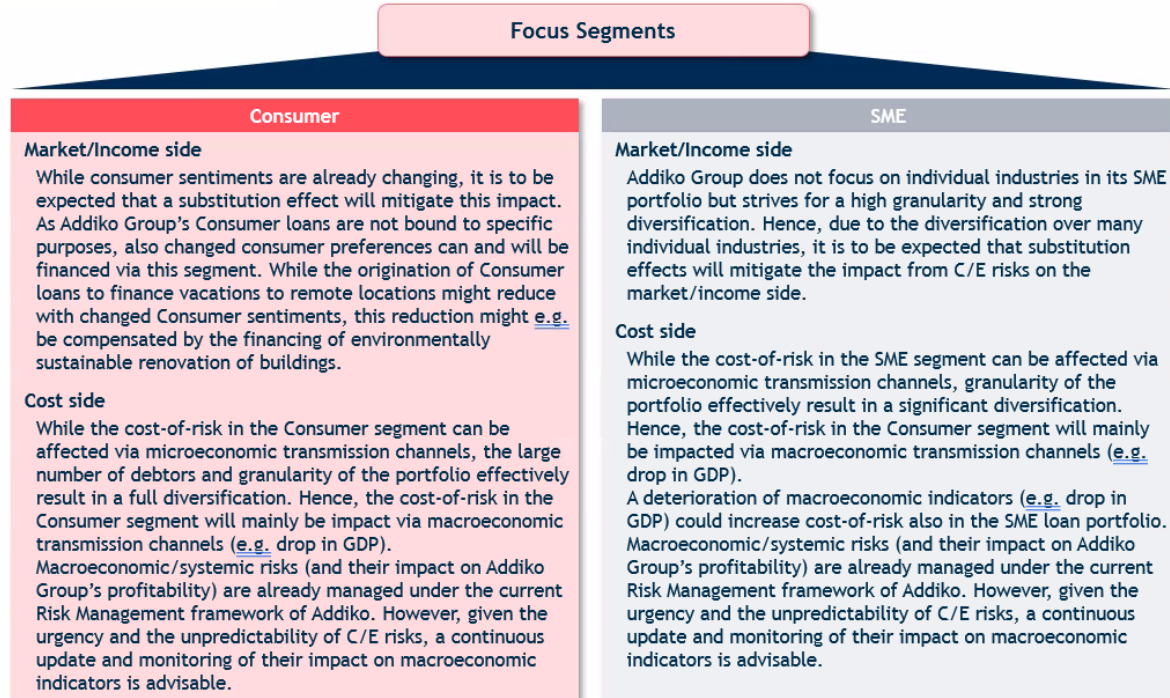 Focus Segments
Consumer
Market/Income side
While consumer sentiments are already changing, it is to be
expected that a substitution effect will mitigate this impact.
As Addiko Group's Consumer loans are not bound to specific
purposes, also changed consumer preferences can and will be
financed via this segment. While the origination of Consumer
loans to finance vacations to remote locations might reduce
with changed Consumer sentiments, this reduction might e.g.
be compensated by the financing of environmentally
sustainable renovation of buildings.
Cost side
While the cost-of-risk in the Consumer segment can be
affected via microeconomic transmission channels, the large
number of debtors and granularity of the portfolio effectively
result in a full diversification. Hence, the cost-of-risk in the
Consumer segment will mainly be impact via macroeconomic
transmission channels (e.g. drop in GDP).
Macroeconomic/systemic risks (and their impact on Addiko
Group's profitability) are already managed under the current
Risk Management framework of Addiko. However, given the
urgency and the unpredictability of C/E risks, a continuous
update and monitoring of their impact on macroeconomic
indicators is advisable.
SME
Market/Income side
Addiko Group does not focus on individual industries in its SME
portfolio but strives for a high granularity and strong
diversification. Hence, due to the diversification over many
individual industries, it is to be expected that substitution
effects will mitigate the impact from C/E risks on the
market/income side.
Cost side
While the cost-of-risk in the SME segment can be affected via
microeconomic transmission channels, granularity of the
portfolio effectively result in a significant diversification.
Hence, the cost-of-risk in the Consumer segment will mainly
be impacted via macroeconomic transmission channels (e.g.
drop in GDP).
A deterioration of macroeconomic indicators (e.g. drop in
GDP) could increase cost-of-risk also in the SME loan portfolio.
Macroeconomic/systemic risks (and their impact on Addiko
Group's profitability) are already managed under the current
Risk Management framework of Addiko. However, given the
urgency and the unpredictability of C/E risks, a continuous
update and monitoring of their impact on macroeconomic
indicators is advisable.